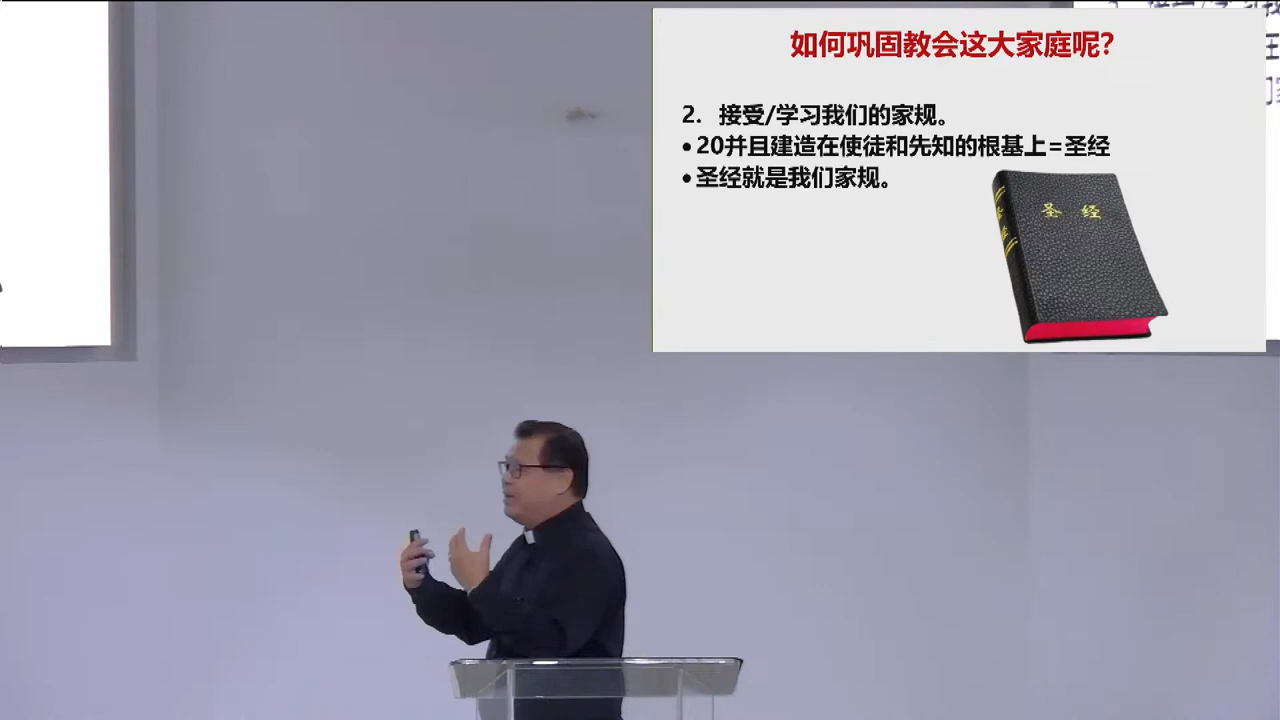 如何巩固教会这大家庭呢?
2. 接受/学习我们的家规。
•20并且建造在使徒和先知的根基上=圣经
•圣经就是我们家规。
圣 经